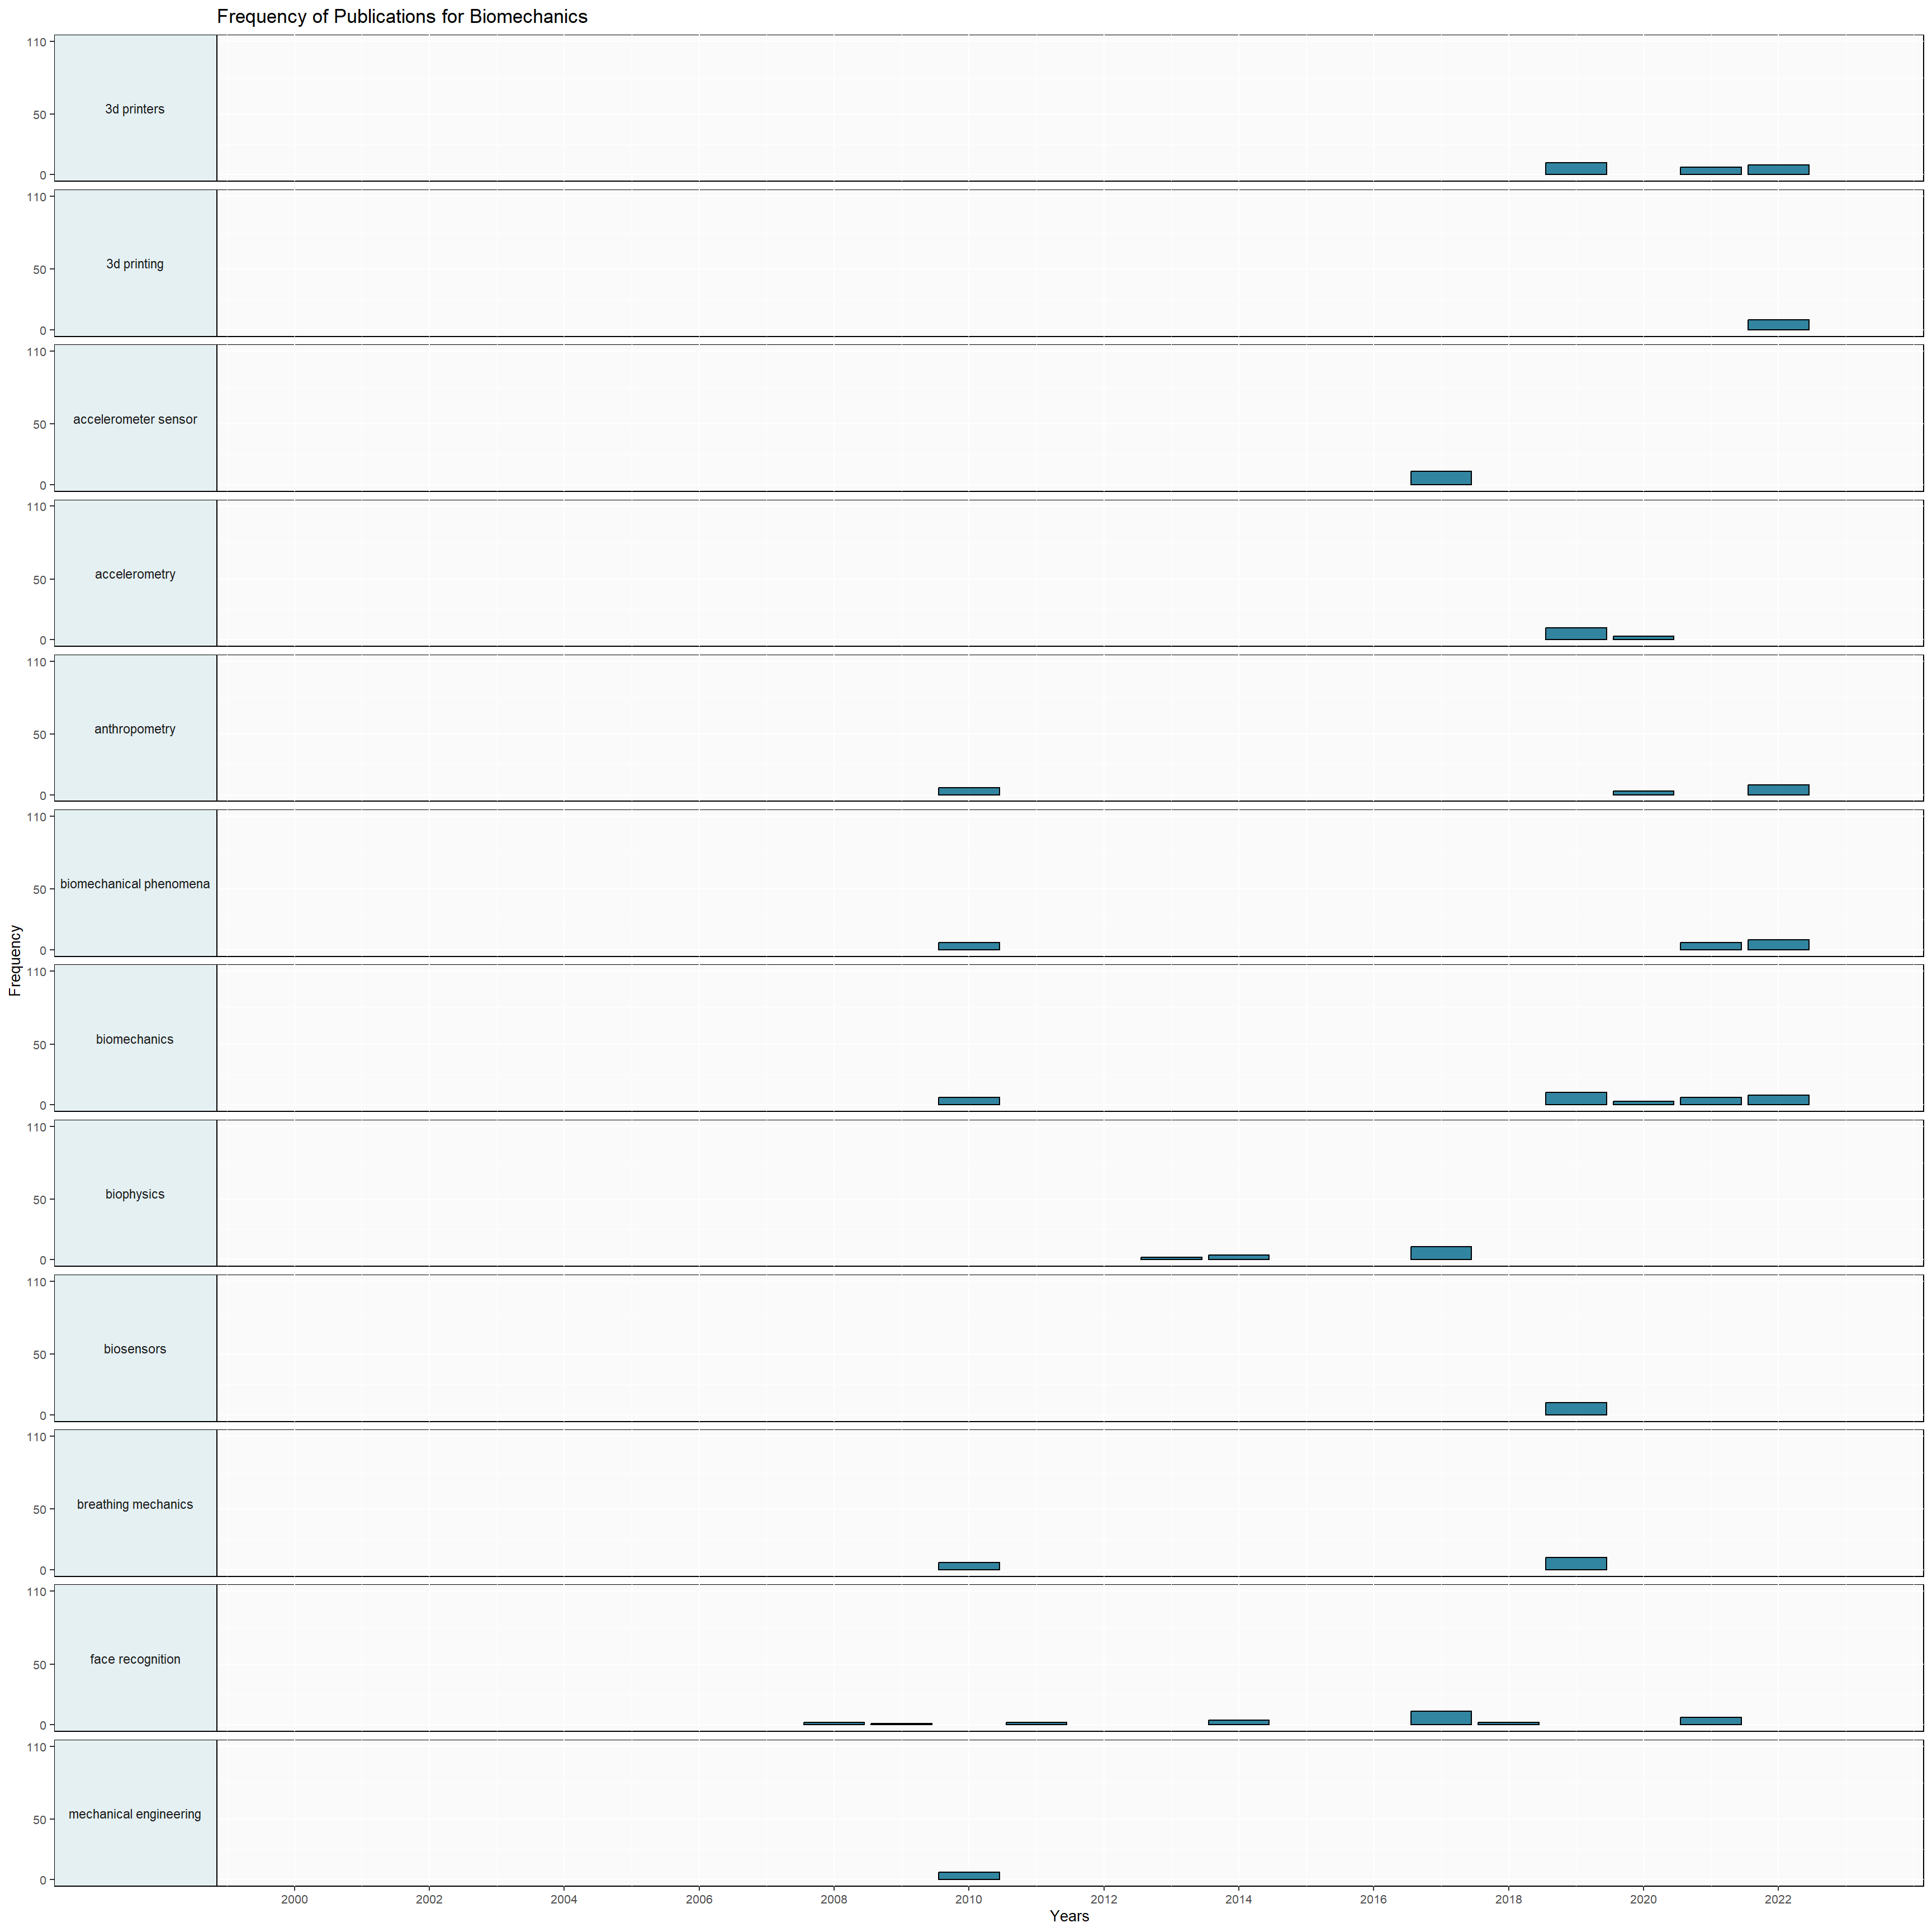 Frequency of Publications for Biomechanics
110
3d printers
50
0
110
3d printing
50
0
110
accelerometer sensor
50
0
110
accelerometry
50
0
110
anthropometry
50
0
110
biomechanical phenomena
50
0
Frequency
110
biomechanics
50
0
110
biophysics
50
0
110
biosensors
50
0
110
breathing mechanics
50
0
110
face recognition
50
0
110
mechanical engineering
50
0
2000 2002 2004 2006 2008 2010 2012 2014 2016 2018 2020 2022
Years